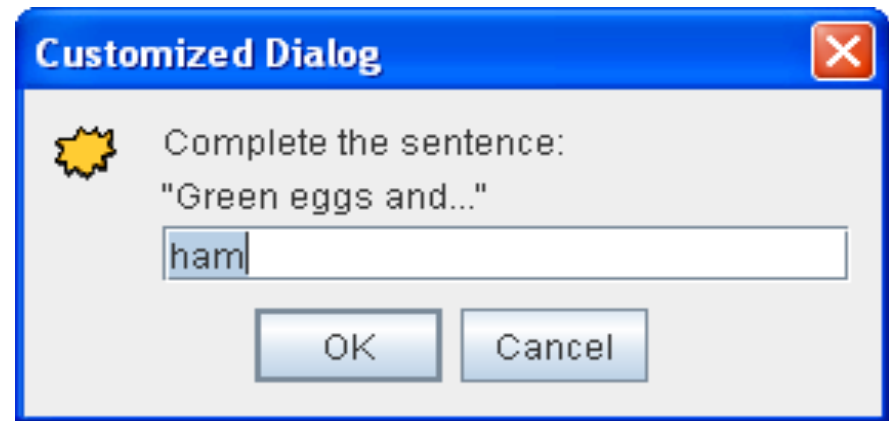 Customized Dialog
Complete the sentence:
"Green eggs and..."
ham
OK Cancel